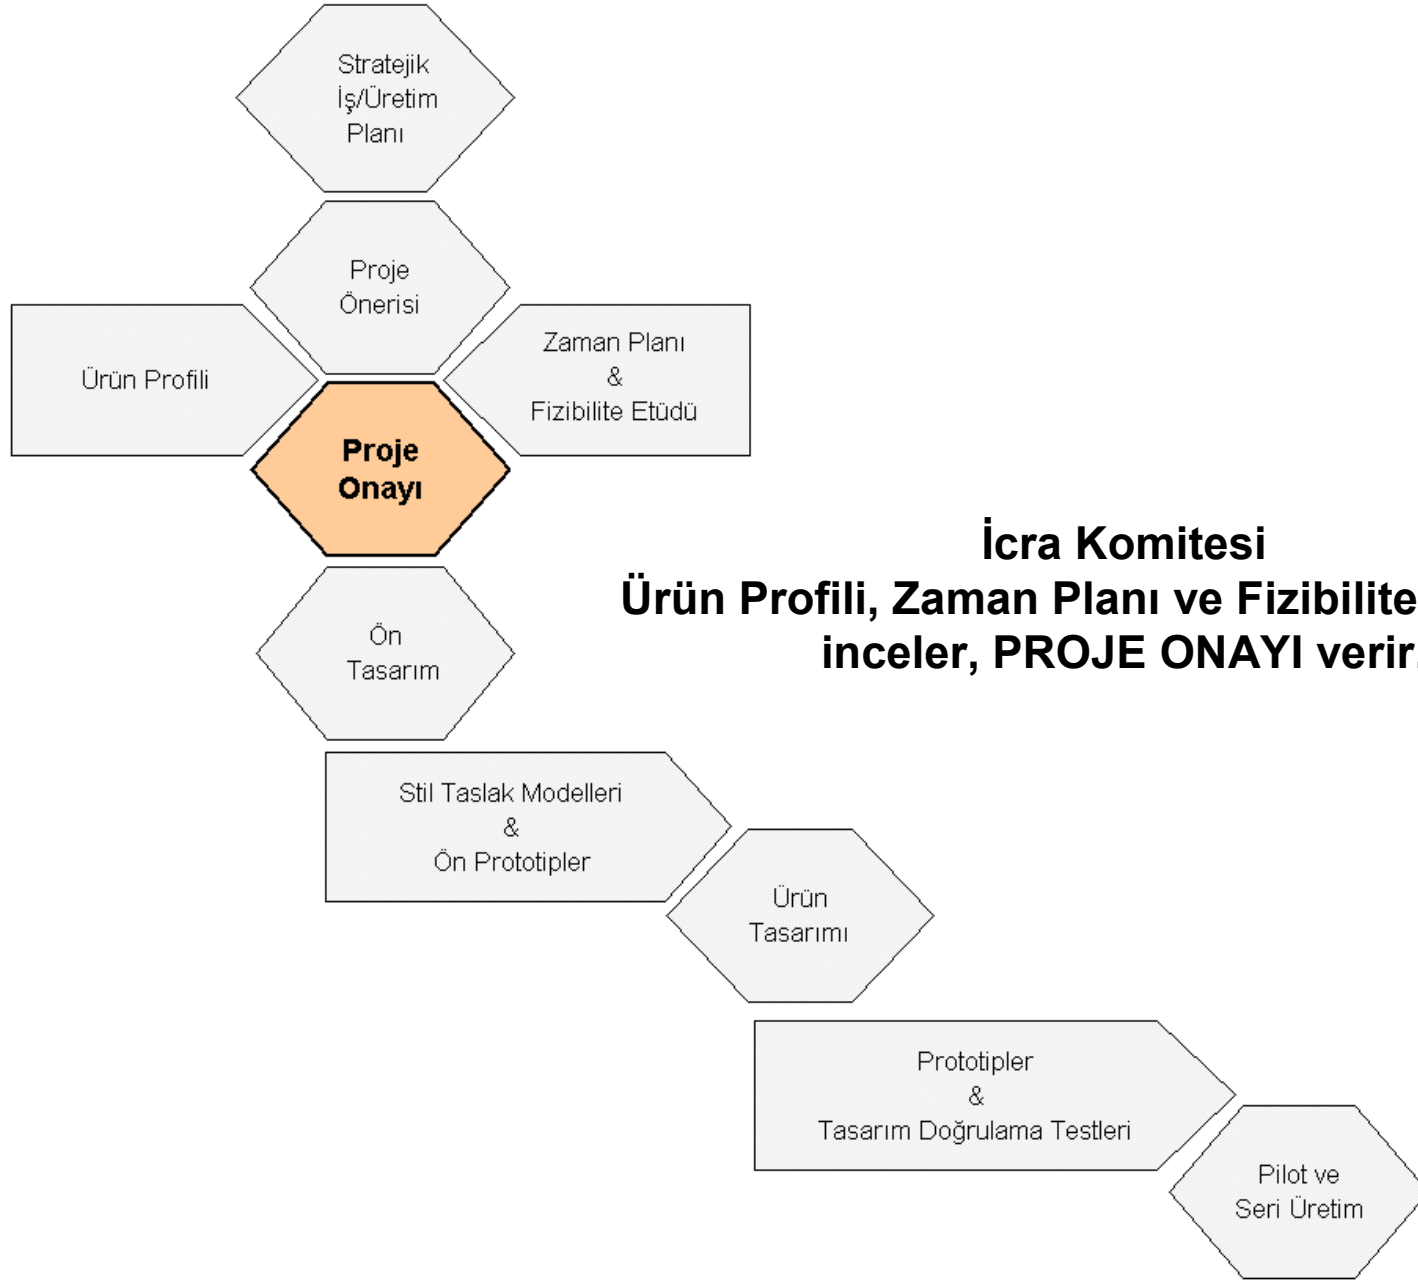 Stratejik
İş/Üretim
Planı
Proje
Önerisi
Ürün Profili
Zaman Planı
&
Fizibilite Etüdü
Proje
Onayı
İcra Komitesi
Ürün Profili, Zaman Planı ve Fizibilite
inceler, PROJE ONAYI verir.
Ön
Tasarım
Stil Taslak Modelleri
&
Ön Prototipler
Ürün
Tasarımı
Prototipler
&
Tasarım Doğrulama Testleri
Pilot ve
Seri Üretim